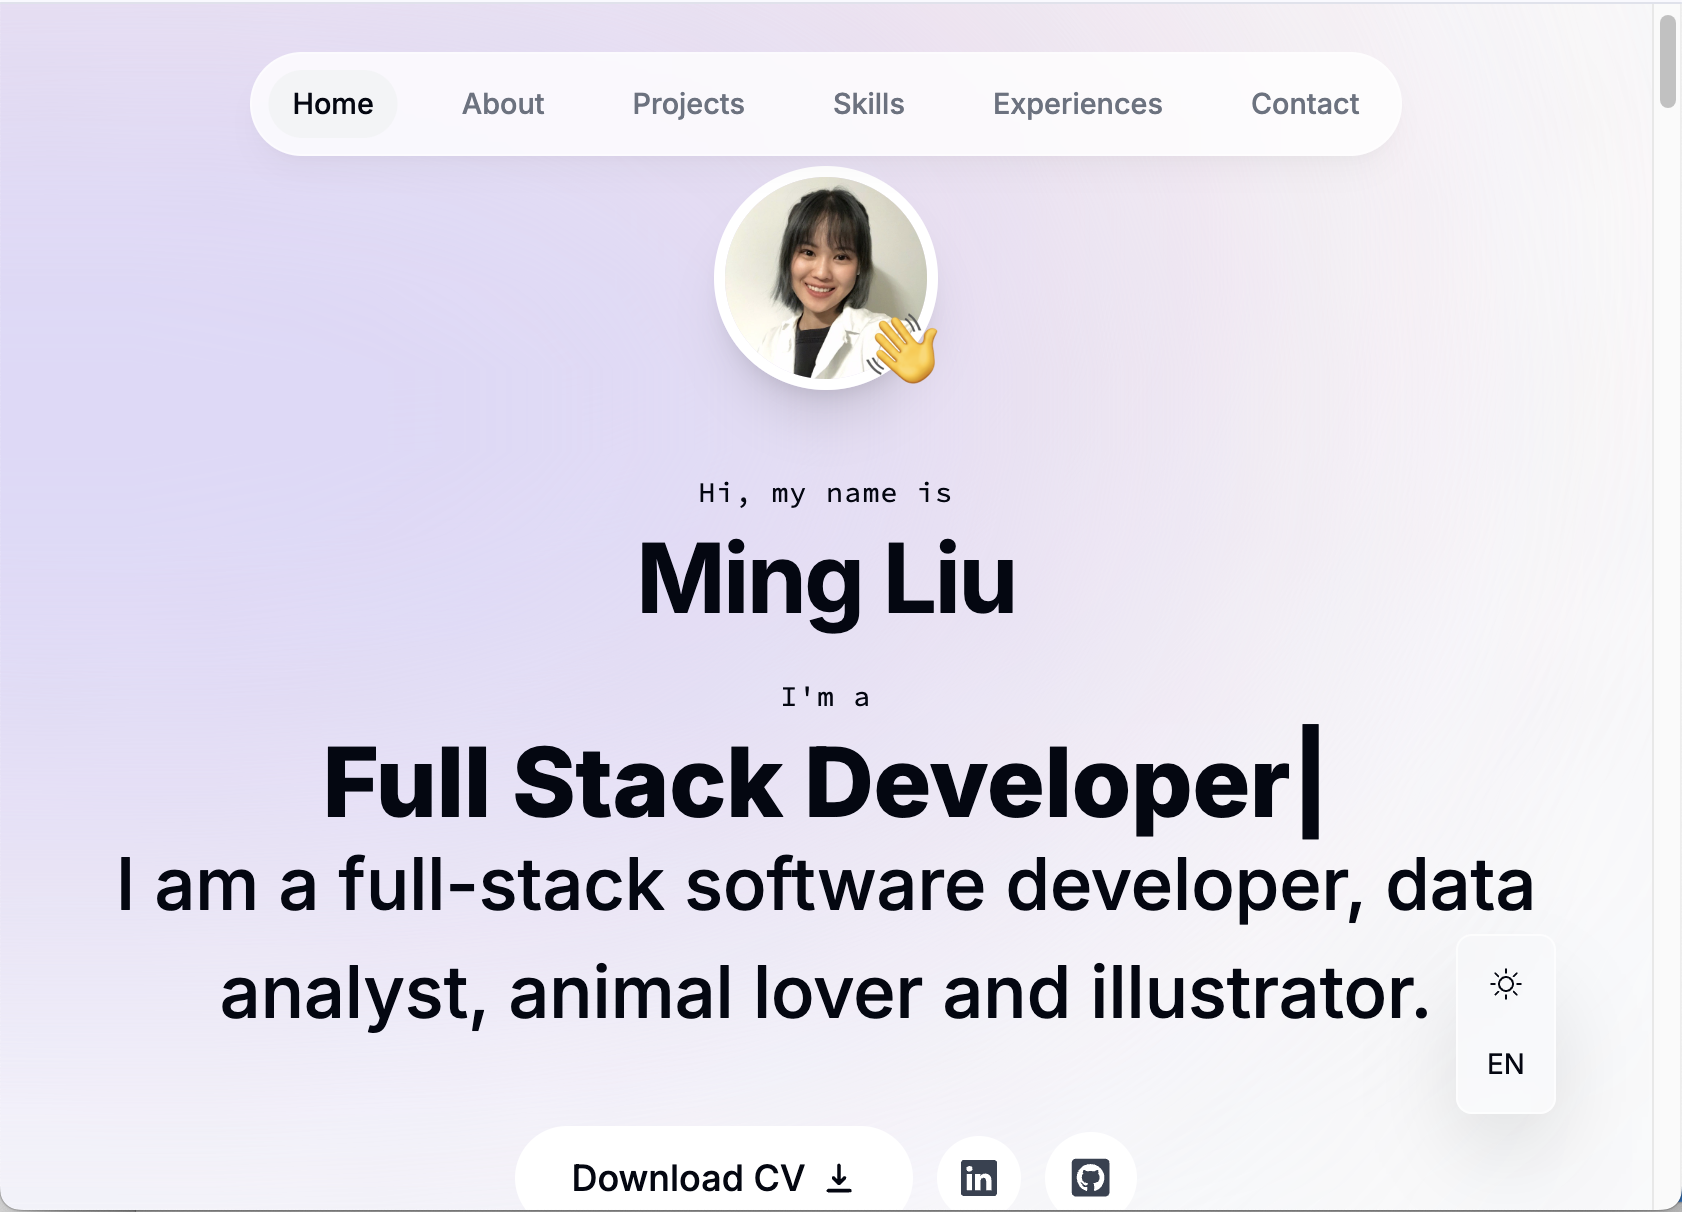 Home About Projects Skills Experiences Contact
Hi, my name is
Ming Liu
I'm a
Full Stack Developer|
I am a full-stack software developer, data
analyst, animal lover and illustrator.
EN
Download CV in